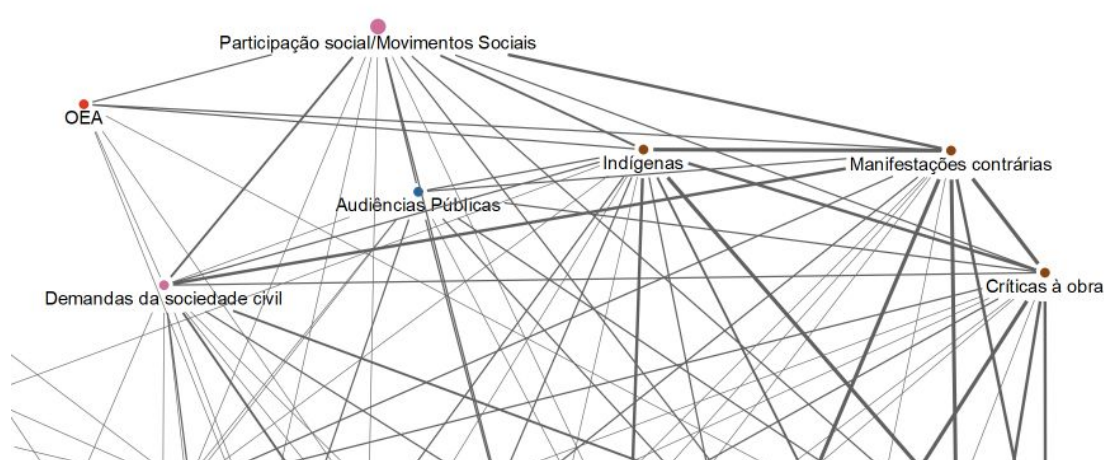 Participação social/Movimentos Sociais
OEA
Indígenas
Manifestações contrárias
Audiências Públicas
Críticas à obra
Demandas da sociedade civil